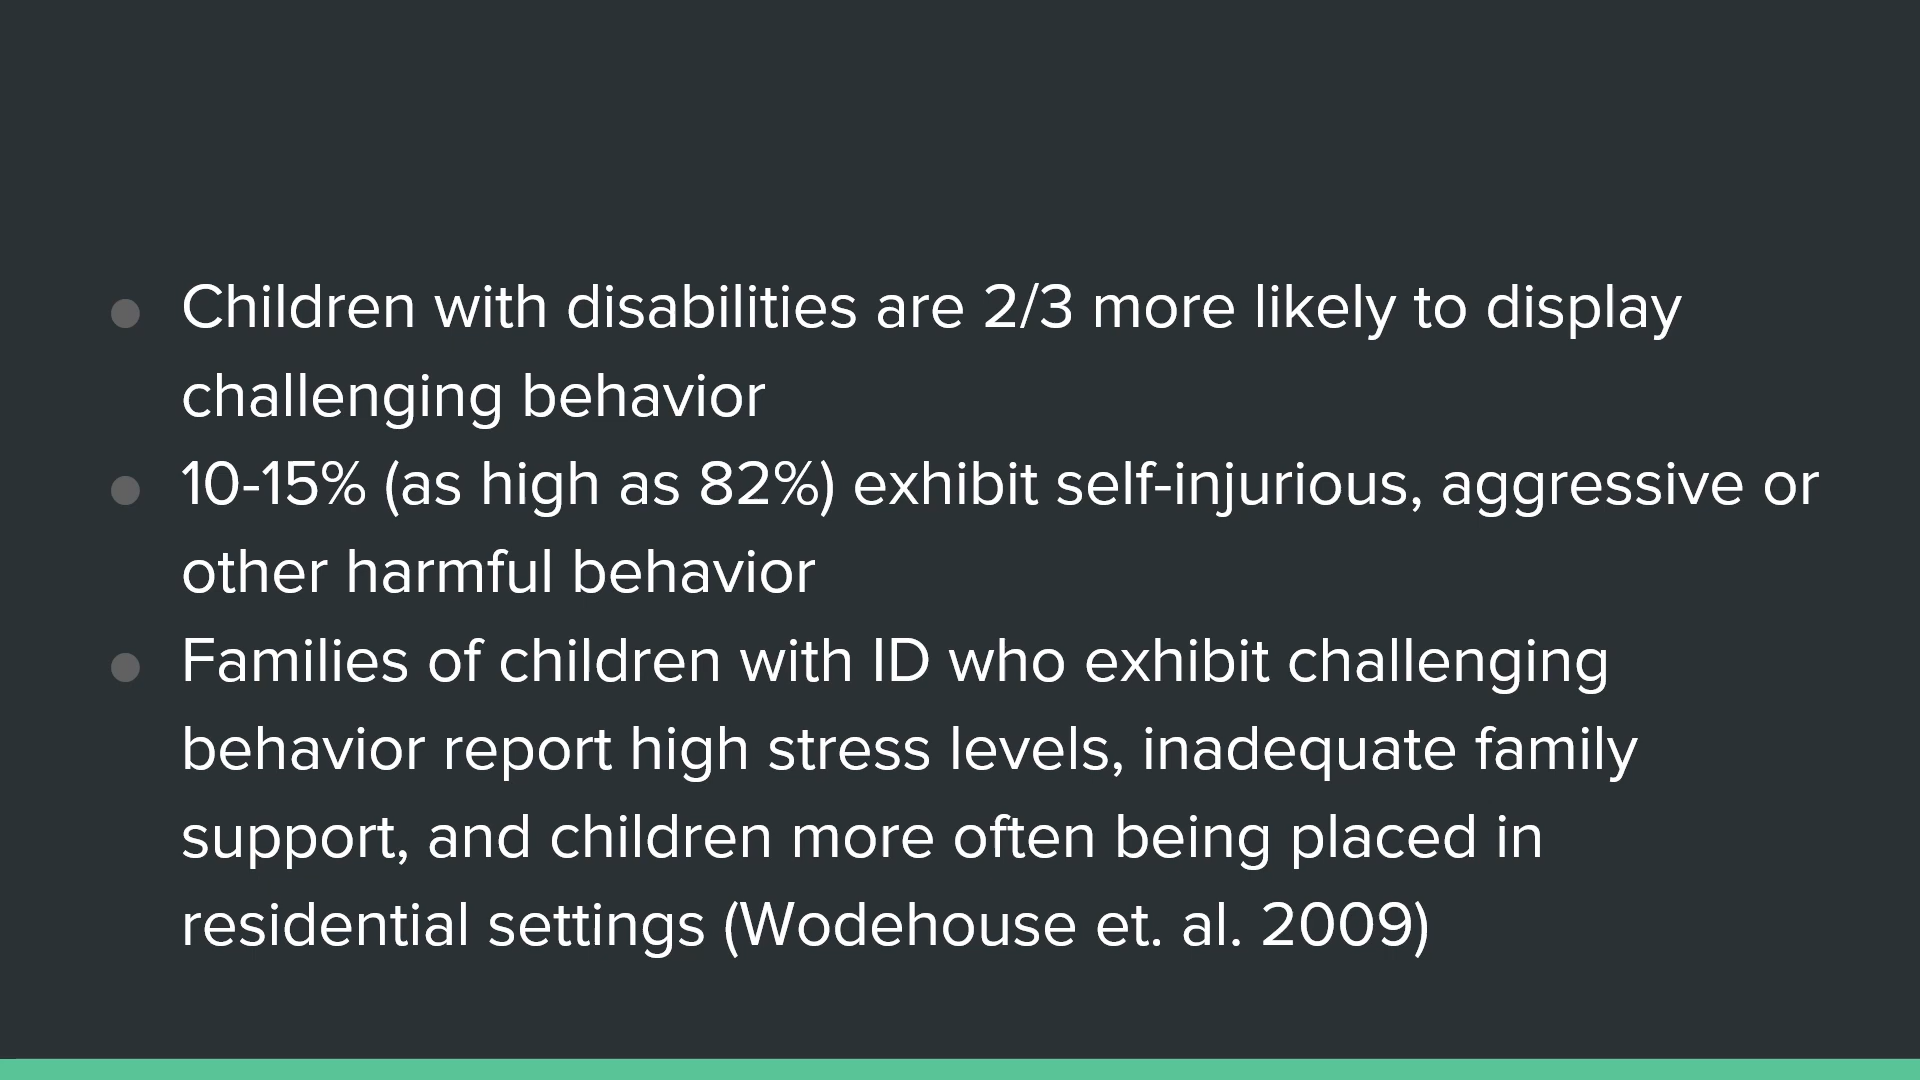 Children with disabilities are 2/3 more likely to display
challenging behavior
10-15% (as high as 82%) exhibit self-injurious, aggressive or
other harmful behavior
Families of children with ID who exhibit challenging
behavior report high stress levels, inadequate family
support, and children more often being placed in
residential settings (Wodehouse et. al. 2009)